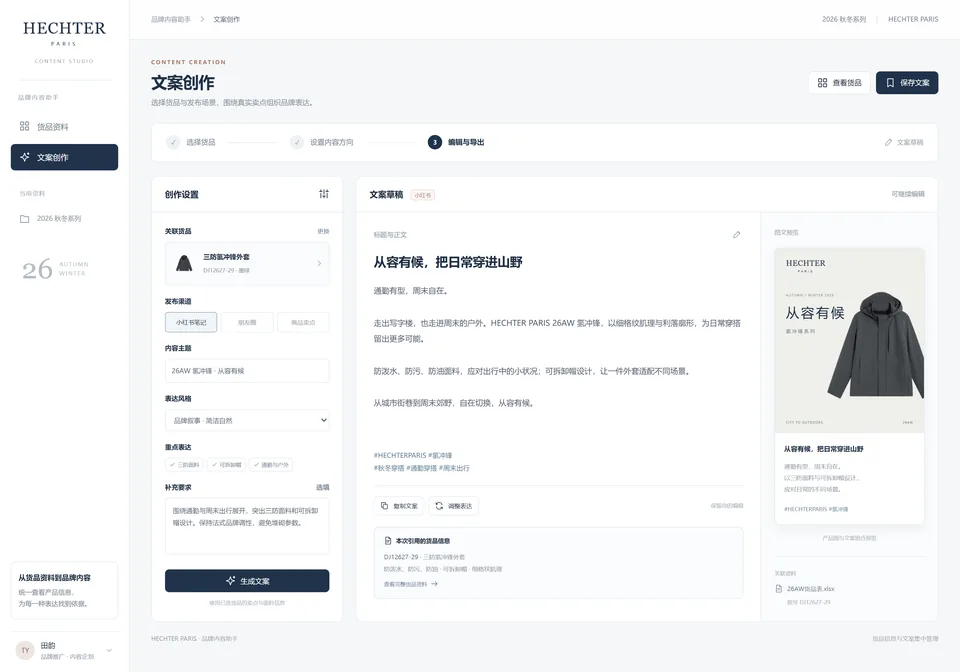 HECHTER
PARIS
CONTENT STUDIO
品牌内容助手
货品资料
文案创作
当前资料
2026 秋冬系列
26 AUTUMN WINTER
从货品资料到品牌内容
统一查看产品信息，
为每一种表达找到依据。
TY
田韵
品牌推广 · 内容企划
品牌内容助手 > 文案创作
2026 秋冬系列 | HECHTER PARIS
CONTENT CREATION
文案创作
选择货品与发布场景，围绕真实卖点组织品牌表达。
查看货品
保存文案
选择货品
设置内容方向
3 编辑与导出
文案草稿
创作设置
关联货品
更换
三防氢冲锋外套
DJ12627-29 · 墨绿
发布渠道
小红书笔记
朋友圈
商品卖点
内容主题
26AW 氢冲锋 · 从容有候
表达风格
品牌叙事 · 简洁自然
重点表达
三防面料
可拆卸帽
通勤与户外
补充要求
选填
围绕通勤与周末出行展开，突出三防面料和可拆卸
帽设计。保持法式品牌调性，避免堆砌参数。
生成文案
文案草稿
小红书
可继续编辑
标题与正文
从容有候，把日常穿进山野
通勤有型，周末自在。
走出写字楼，也走进周末的户外。HECHTER PARIS 26AW 氢冲锋，以细格纹肌理与利落廓形，为日常穿搭
留出更多可能。
防泼水、防污、防油面料，应对出行中的小状况；可拆卸帽设计，让一件外套适配不同场景。
从城市街巷到周末郊野，自在切换，从容有候。
#HECHTERPARIS #氢冲锋
#秋冬穿搭 #通勤穿搭 #周末出行
复制文案
调整表达
本次引用的货品信息
DJ12627-29 · 三防氢冲锋外套
防泼水、防污、防油 · 可拆卸帽 · 细格纹肌理
查看完整货品资料 →
图文预览
HECHTER
PARIS
AUTUMN / WINTER 2026
从容有候
氢冲锋系列
CITY TO OUTDOORS
26AW
从容有候，把日常穿进山野
通勤有型，周末自在。
以三防面料与可拆卸帽设计，
应对日常的不同场景。
#HECHTERPARIS #氢冲锋
关联资料
26AW货品表.xlsx
款号 DJ12627-29
HECHTER PARIS · 品牌内容助手
货品信息与文案集中管理